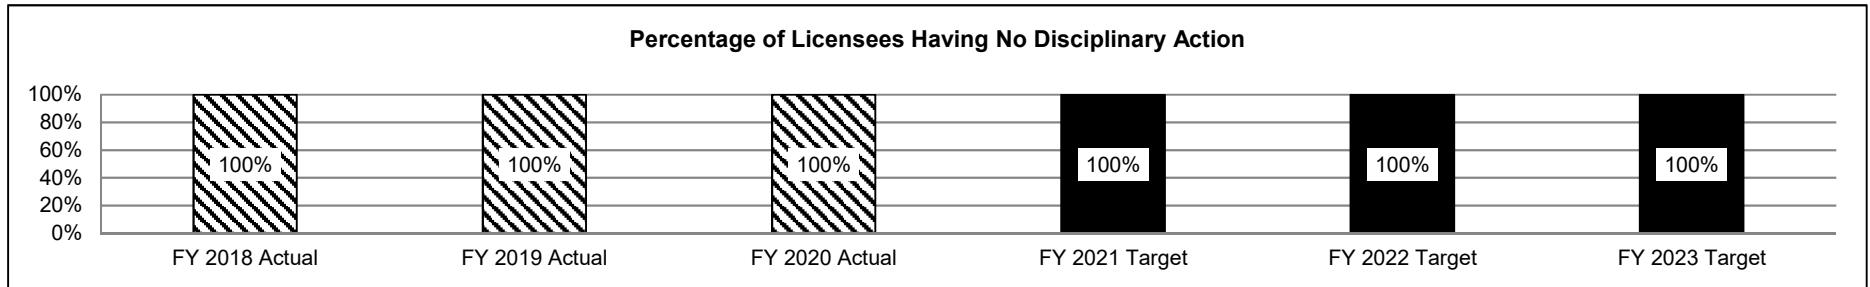 Percentage of Licensees Having No Disciplinary Action
100%
80%
60%
40%
20%
0%
100%
100%
100%
100%
100%
100%
FY 2018 Actual
FY 2019 Actual
FY 2020 Actual
FY 2021 Target
FY 2022 Target
FY 2023 Target